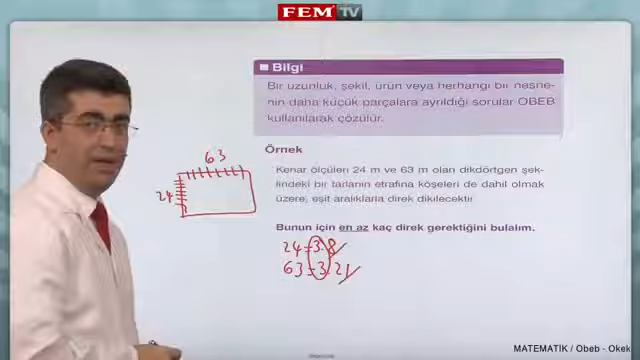 FEM TV
Bilgi
Bir uzunluk, şekil, ürün veya herhangi bir nesne-
nin daha küçük parçalara ayrıldığı sorular OBEB
kullanılarak çözülür.
Örnek
63
Kenar ölçüleri 24 m ve 63 m olan dikdörtgen şek-
24
lindeki bir tarlanın etrafına köşeleri de dahil olmak
üzere, eşit aralıklarla direk dikilecektir
Bunun için en az kaç direk gerektiğini bulalım.
24=3.8
63=3.21
MATEMATİK / Obeb - Okek